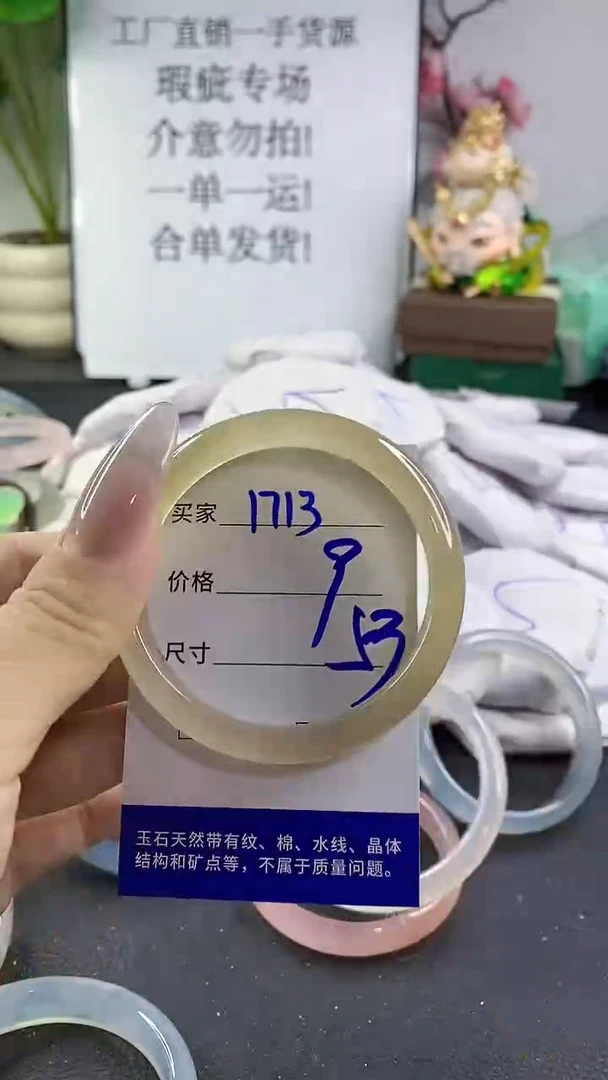 工厂直销一手货源
瑕疵专场
介意勿拍!
一单一运!
合单发货!
买家 1713
价格 9
尺寸 53
玉石天然带有纹、棉、水线、晶体
结构和矿点等，不属于质量问题。